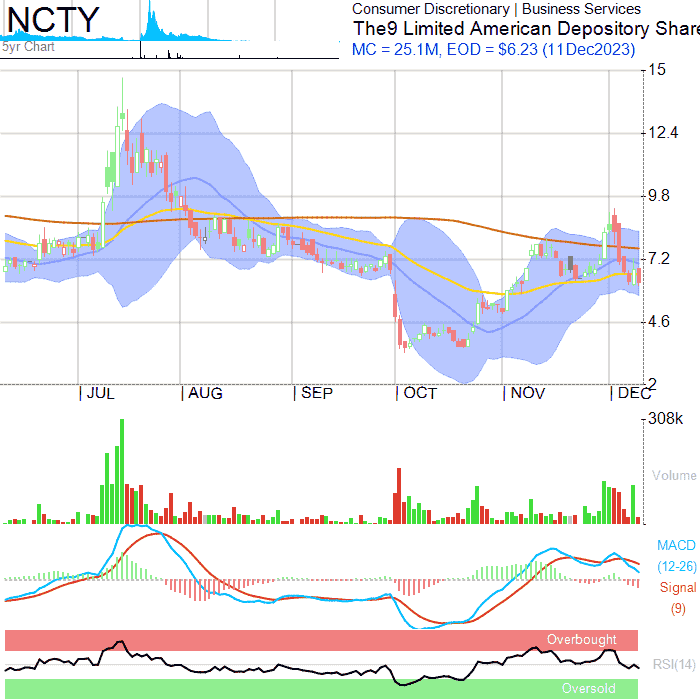 NCTY
5yr Chart
Consumer Discretionary | Business Services
The9 Limited American Depository Share
MC = 25.1M, EOD = $6.23 (11Dec2023)
15
12.4
9.8
7.2
4.6
2
JUL AUG SEP OCT NOV DEC
308k
Volume
MACD
(12-26)
Signal
(9)
Overbought
RSI(14)
Oversold